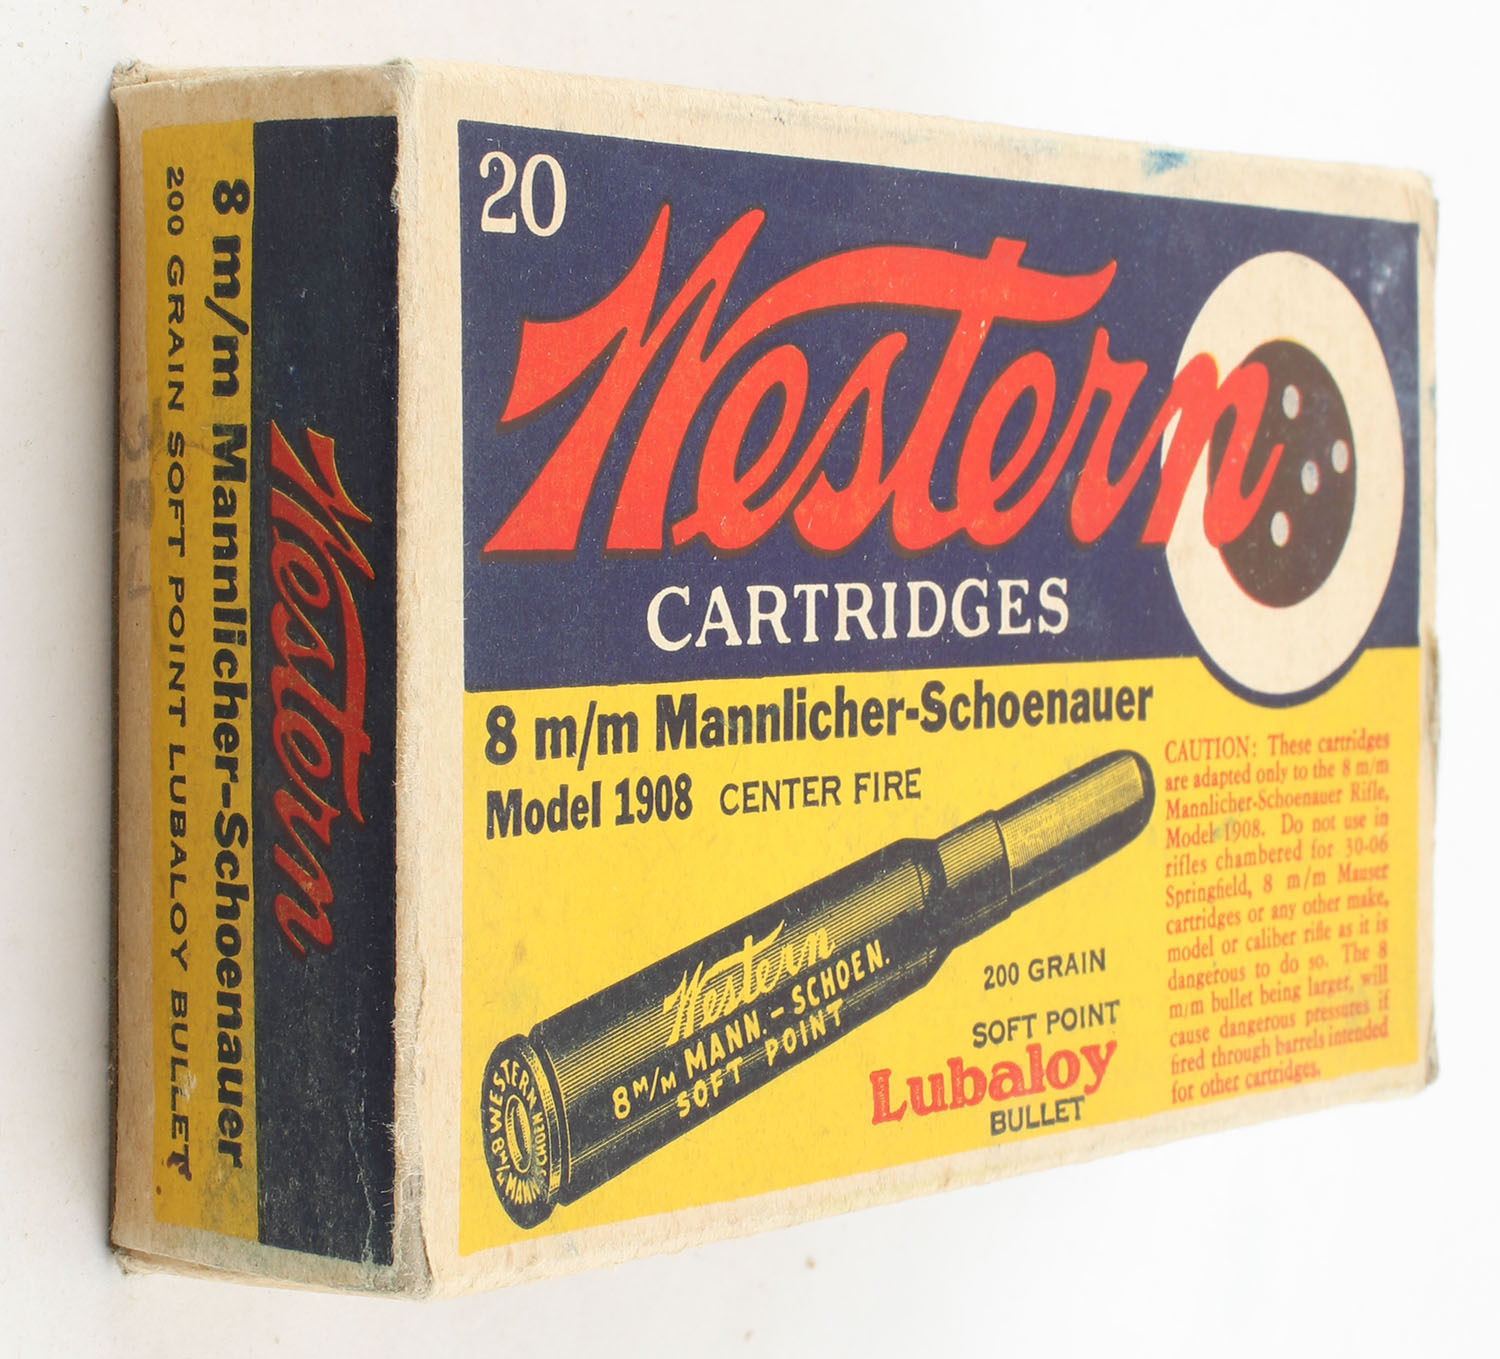 20
Western
CARTRIDGES
8 m/m Mannlicher-Schoenauer
Model 1908 CENTER FIRE
Western
8 M/M MANN.-SCHOEN.
SOFT POINT
WESTERN
8 M/M MANN. SCHOEN
200 GRAIN
SOFT POINT
Lubaloy
BULLET
CAUTION: These cartridges
are adapted only to the 8 m/m
Mannlicher-Schoenauer Rifle,
Model 1908. Do not use in
rifles chambered for 30-06
Springfield, 8 m/m Mauser
cartridges or any other make,
model or caliber rifle as it is
dangerous to do so. The 8
m/m bullet being larger, will
cause dangerous pressures if
fired through barrels intended
for other cartridges.
Western
8 m/m Mannlicher-Schoenauer
200 GRAIN SOFT POINT LUBALOY BULLET